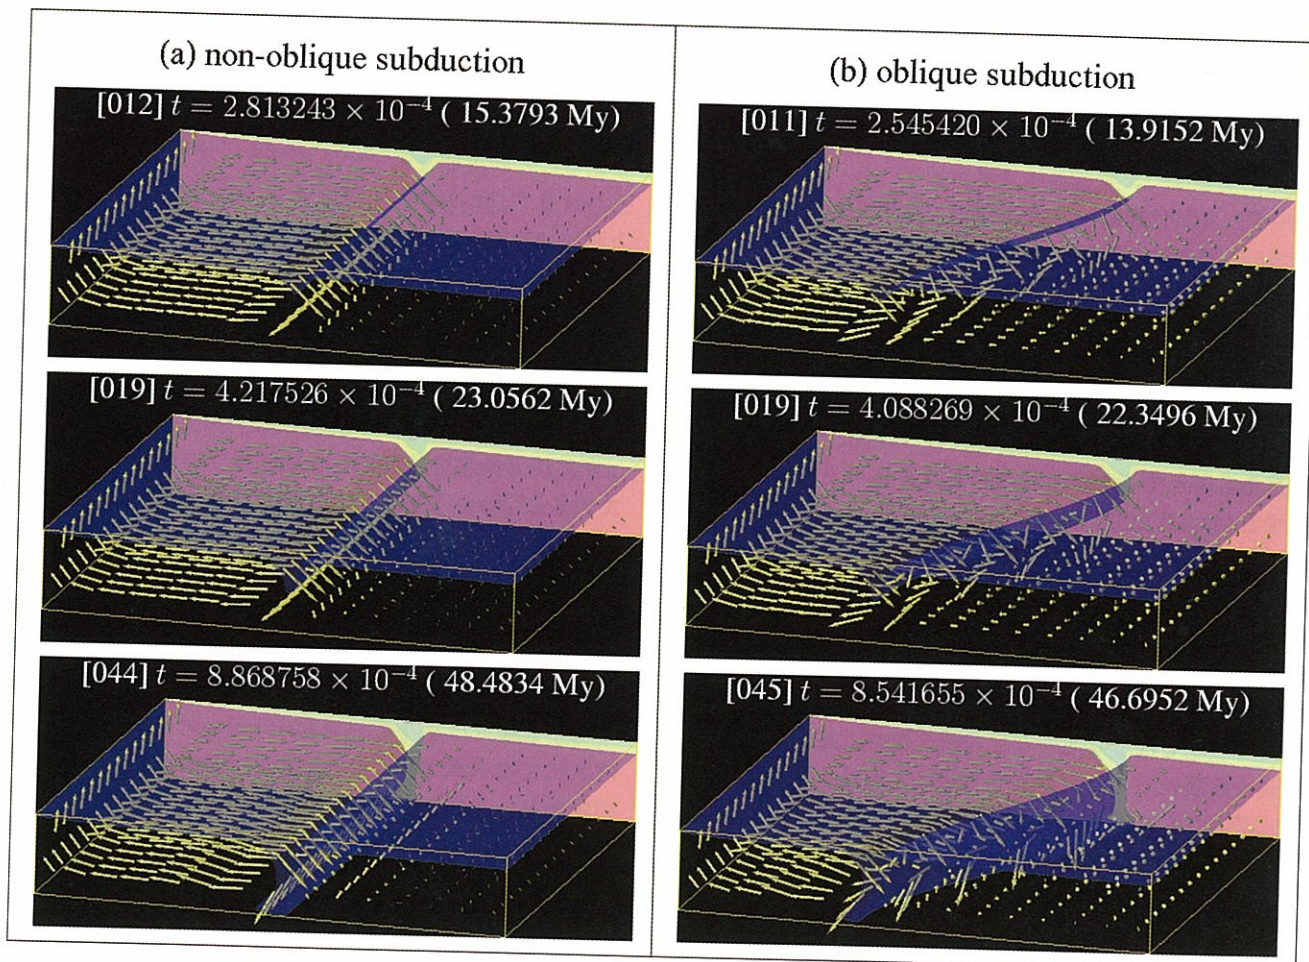 (a) non-oblique subduction
[012] t = 2.813243 × 10⁻⁴ ( 15.3793 My)
[019] t = 4.217526 × 10⁻⁴ ( 23.0562 My)
[044] t = 8.868758 × 10⁻⁴ ( 48.4834 My)
(b) oblique subduction
[011] t = 2.545420 × 10⁻⁴ ( 13.9152 My)
[019] t = 4.088269 × 10⁻⁴ ( 22.3496 My)
[045] t = 8.541655 × 10⁻⁴ ( 46.6952 My)